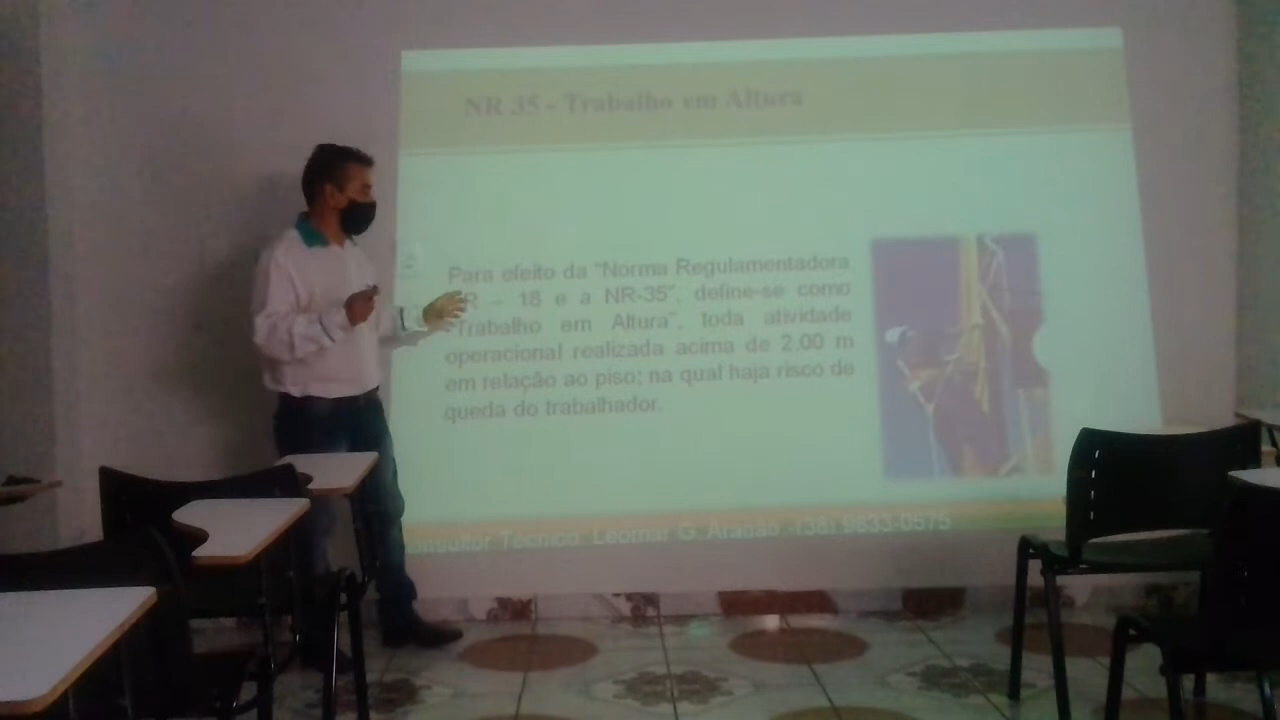 NR 35 - Trabalho em Altura
Para efeito da "Norma Regulamentadora
– 18 e a NR-35", define-se como
"Trabalho em Altura", toda atividade
operacional realizada acima de 2,00 m
em relação ao piso; na qual haja risco de
queda do trabalhador.
Técnico: Leomar G.